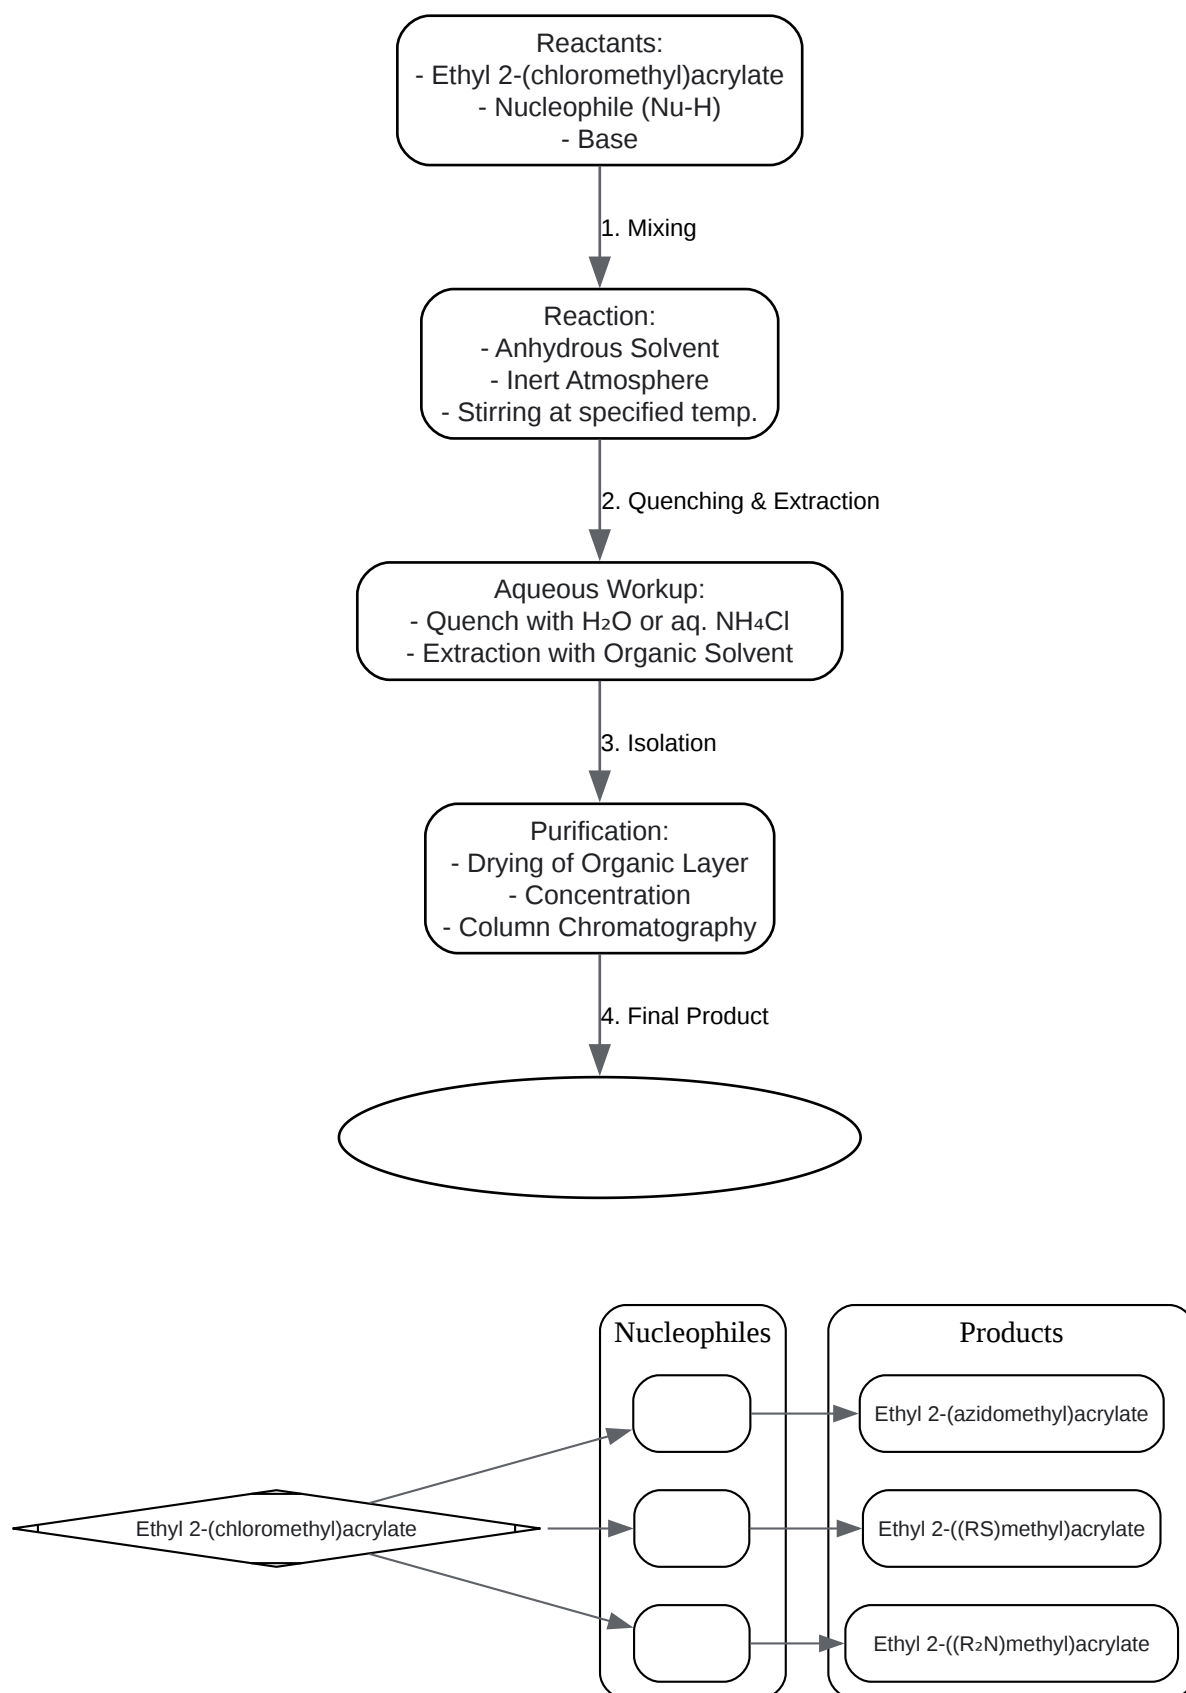 Reactants:
- Ethyl 2-(chloromethyl)acrylate
- Nucleophile (Nu-H)
- Base
1. Mixing
Reaction:
- Anhydrous Solvent
- Inert Atmosphere
- Stirring at specified temp.
2. Quenching & Extraction
Aqueous Workup:
- Quench with H₂O or aq. NH₄Cl
- Extraction with Organic Solvent
3. Isolation
Purification:
- Drying of Organic Layer
- Concentration
- Column Chromatography
4. Final Product
Nucleophiles
Products
Ethyl 2-(azidomethyl)acrylate
Ethyl 2-(chloromethyl)acrylate
Ethyl 2-((RS)methyl)acrylate
Ethyl 2-((R₂N)methyl)acrylate